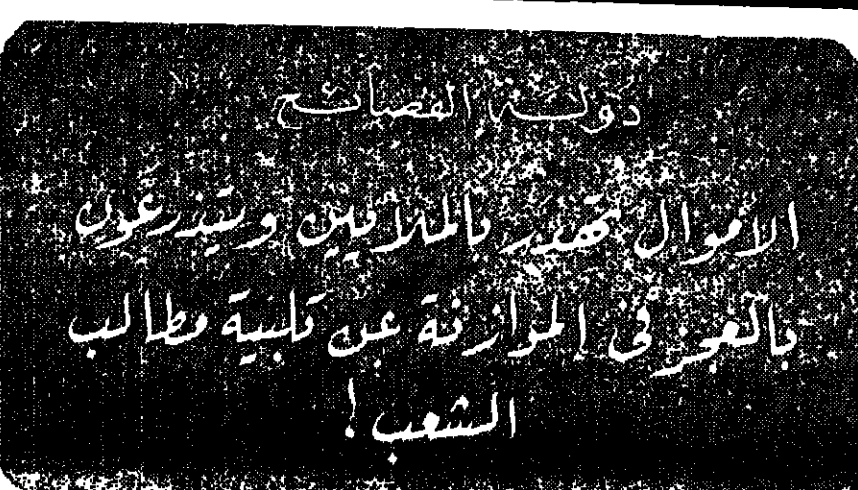 دولة الفضائح
الاموال تهدر بالملايين ويتذرعون
بالعجز في الموازنة عن تلبية مطالب
الشعب!